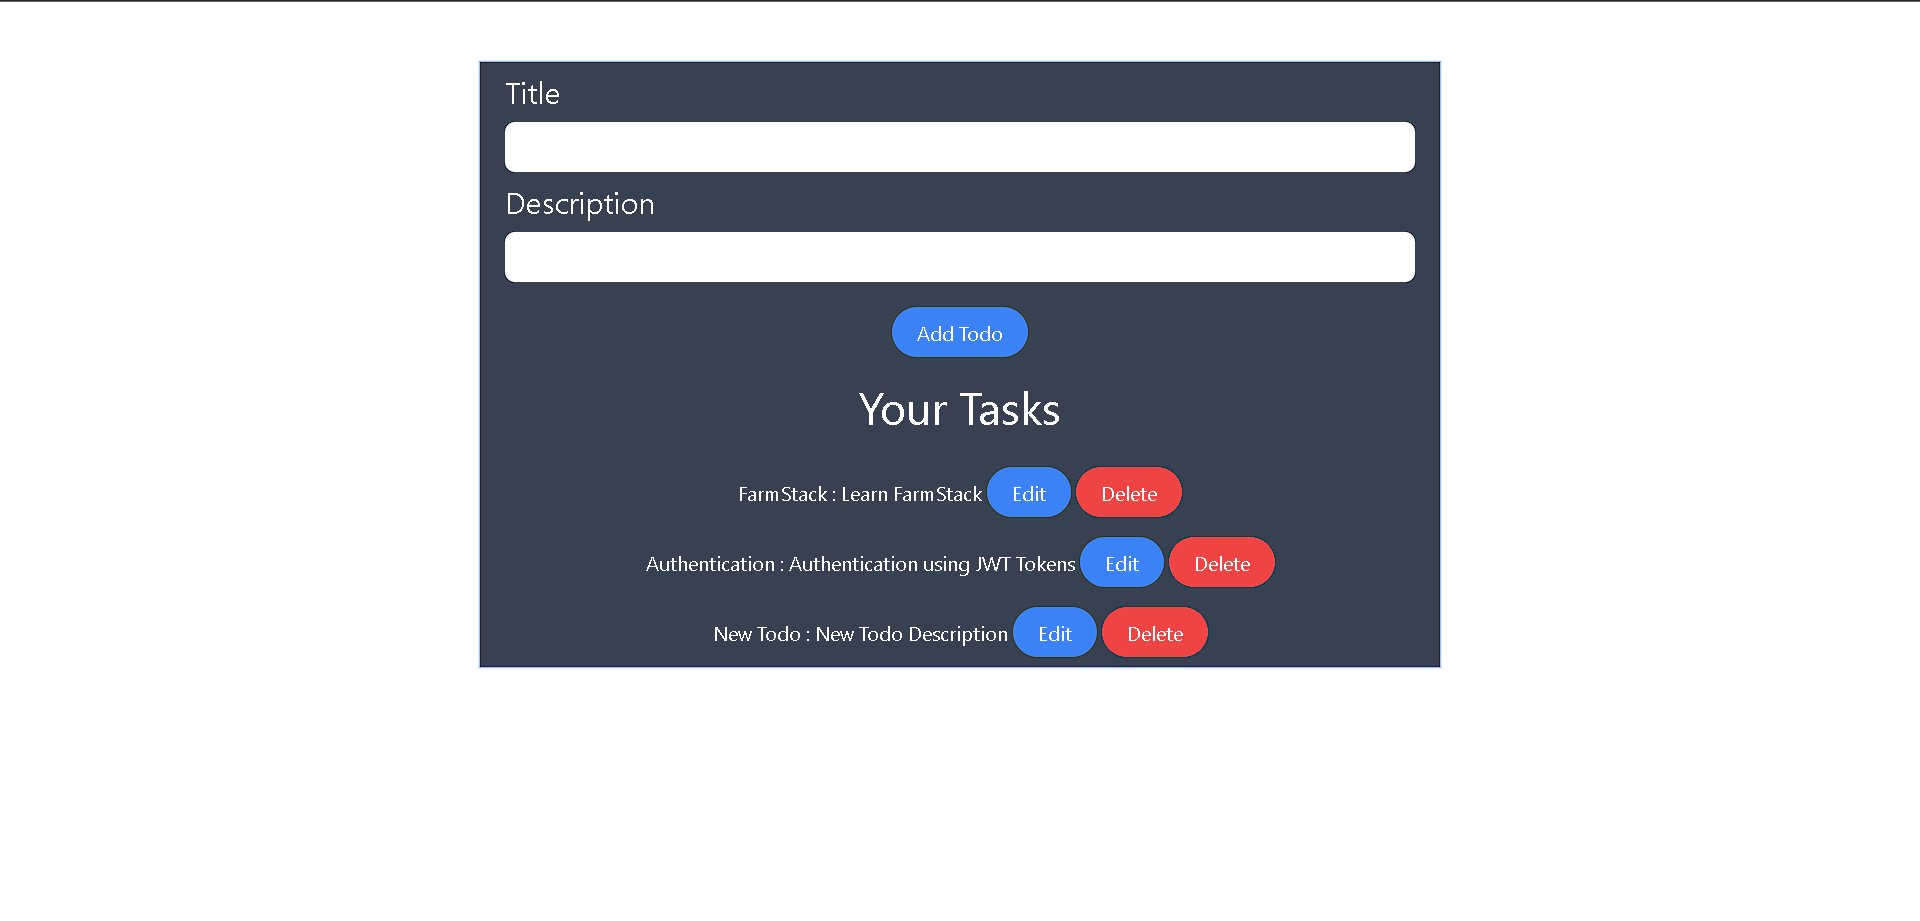 Title
Description
Add Todo
Your Tasks
FarmStack : Learn FarmStack Edit Delete
Authentication : Authentication using JWT Tokens Edit Delete
New Todo : New Todo Description Edit Delete